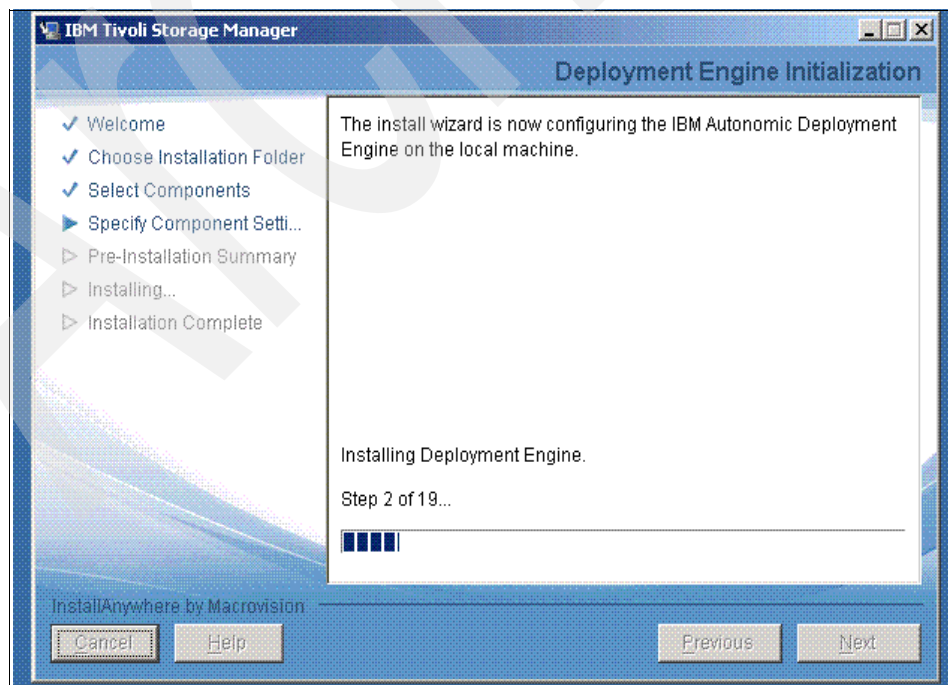 IBM Tivoli Storage Manager
Deployment Engine Initialization
Welcome
Choose Installation Folder
Select Components
Specify Component Setti...
Pre-Installation Summary
Installing...
Installation Complete
The install wizard is now configuring the IBM Autonomic Deployment
Engine on the local machine.
Installing Deployment Engine.
Step 2 of 19...
InstallAnywhere by Macrovision
Cancel
Help
Previous
Next